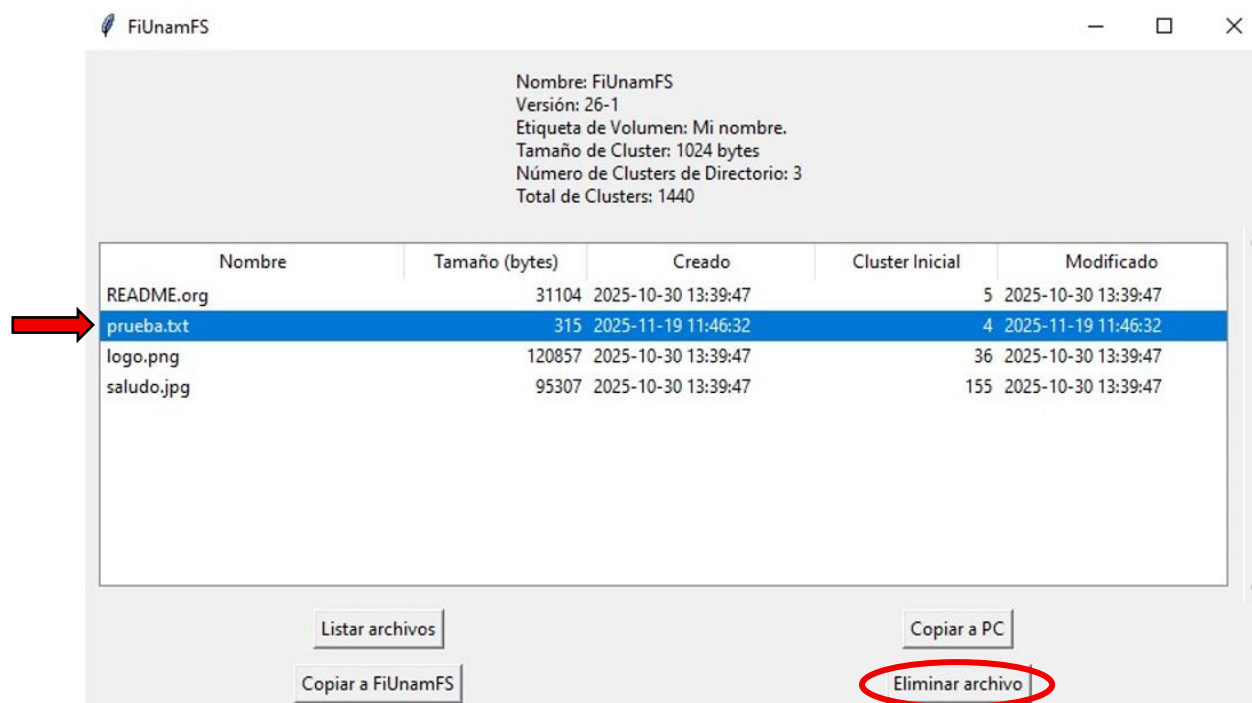 FiUnamFS
Nombre: FiUnamFS
Versión: 26-1
Etiqueta de Volumen: Mi nombre.
Tamaño de Cluster: 1024 bytes
Número de Clusters de Directorio: 3
Total de Clusters: 1440
Nombre Tamaño (bytes) Creado Cluster Inicial Modificado
README.org 31104 2025-10-30 13:39:47 5 2025-10-30 13:39:47
prueba.txt 315 2025-11-19 11:46:32 4 2025-11-19 11:46:32
logo.png 120857 2025-10-30 13:39:47 36 2025-10-30 13:39:47
saludo.jpg 95307 2025-10-30 13:39:47 155 2025-10-30 13:39:47
Listar archivos Copiar a PC
Copiar a FiUnamFS Eliminar archivo